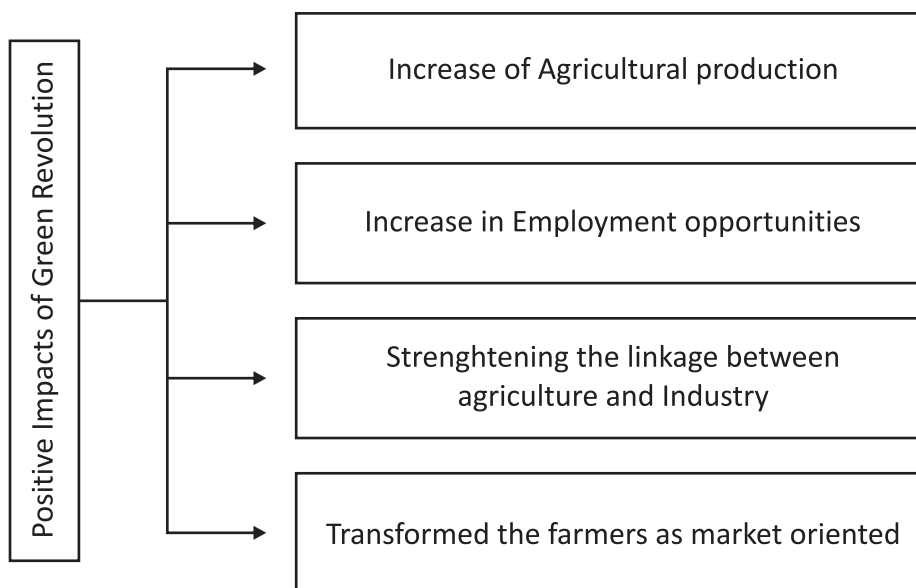 Positive Impacts of Green Revolution
Increase of Agricultural production
Increase in Employment opportunities
Strenghtening the linkage between
agriculture and Industry
Transformed the farmers as market oriented